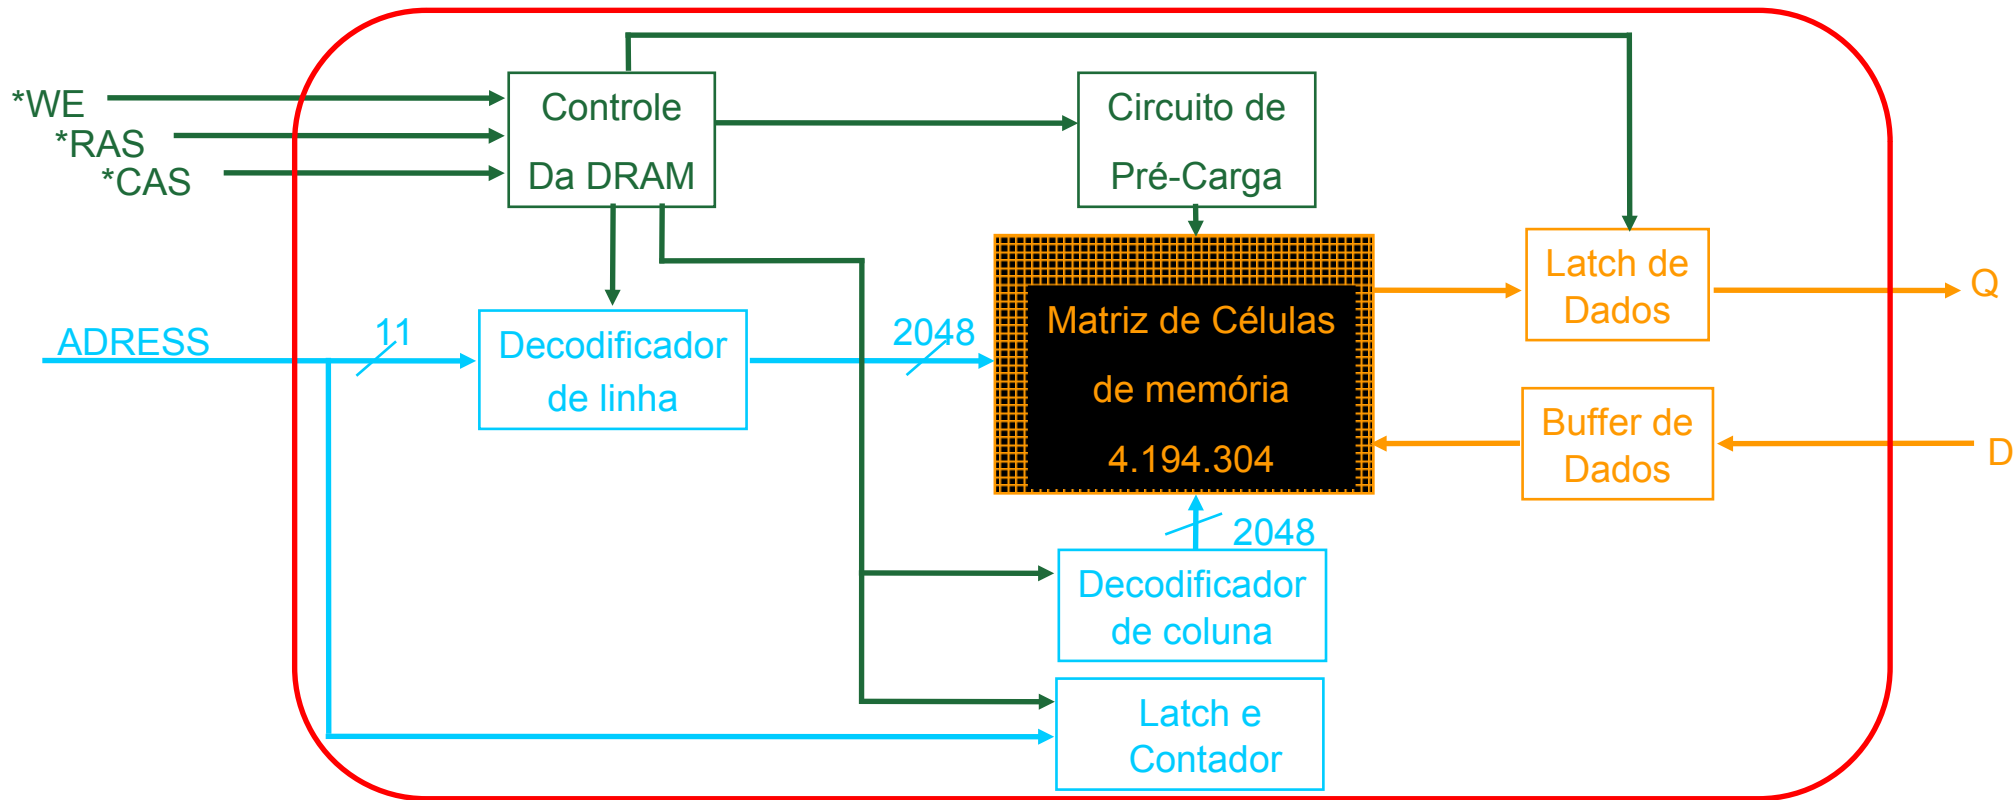 *WE
*RAS
*CAS
Controle
Da DRAM
Circuito de
Pré-Carga
ADRESS
11
Decodificador
de linha
2048
Matriz de Células
de memória
4.194.304
Latch de
Dados
Q
Buffer de
Dados
D
2048
Decodificador
de coluna
Latch e
Contador